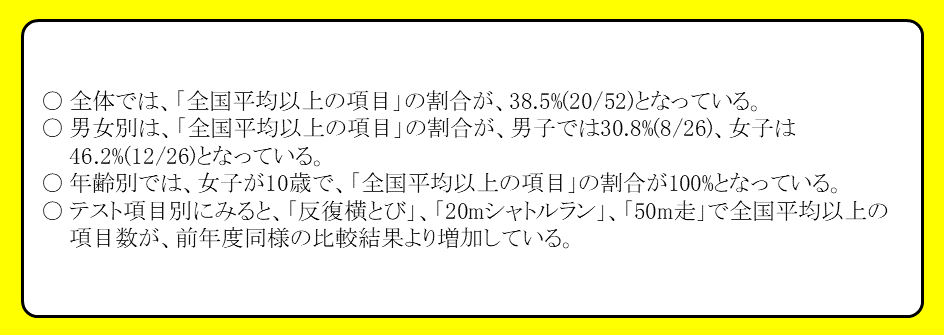 ○ 全体では、「全国平均以上の項目」の割合が、38.5%(20/52)となっている。
○ 男女別は、「全国平均以上の項目」の割合が、男子では30.8%(8/26)、女子は
46.2%(12/26)となっている。
○ 年齢別では、女子が10歳で、「全国平均以上の項目」の割合が100%となっている。
○ テスト項目別にみると、「反復横とび」、「20mシャトルラン」、「50m走」で全国平均以上の
項目数が、前年度同様の比較結果より増加している。